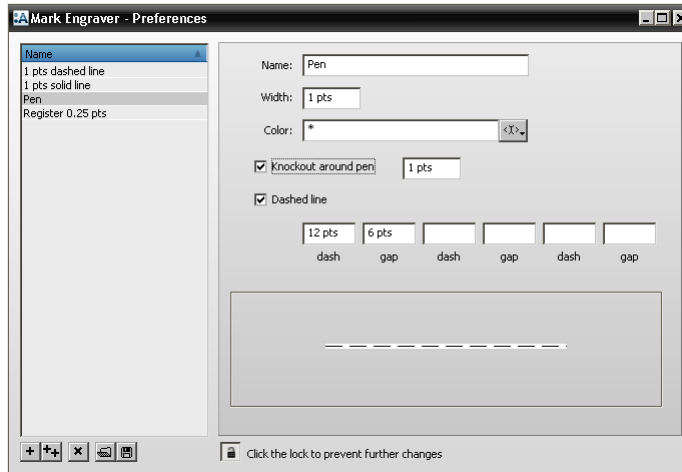 Mark Engraver - Preferences
Name
1 pts dashed line
1 pts solid line
Pen
Register 0.25 pts
Name: Pen
Width: 1 pts
Color: *
Knockout around pen 1 pts
Dashed line
12 pts 6 pts
dash gap dash gap dash gap
Click the lock to prevent further changes